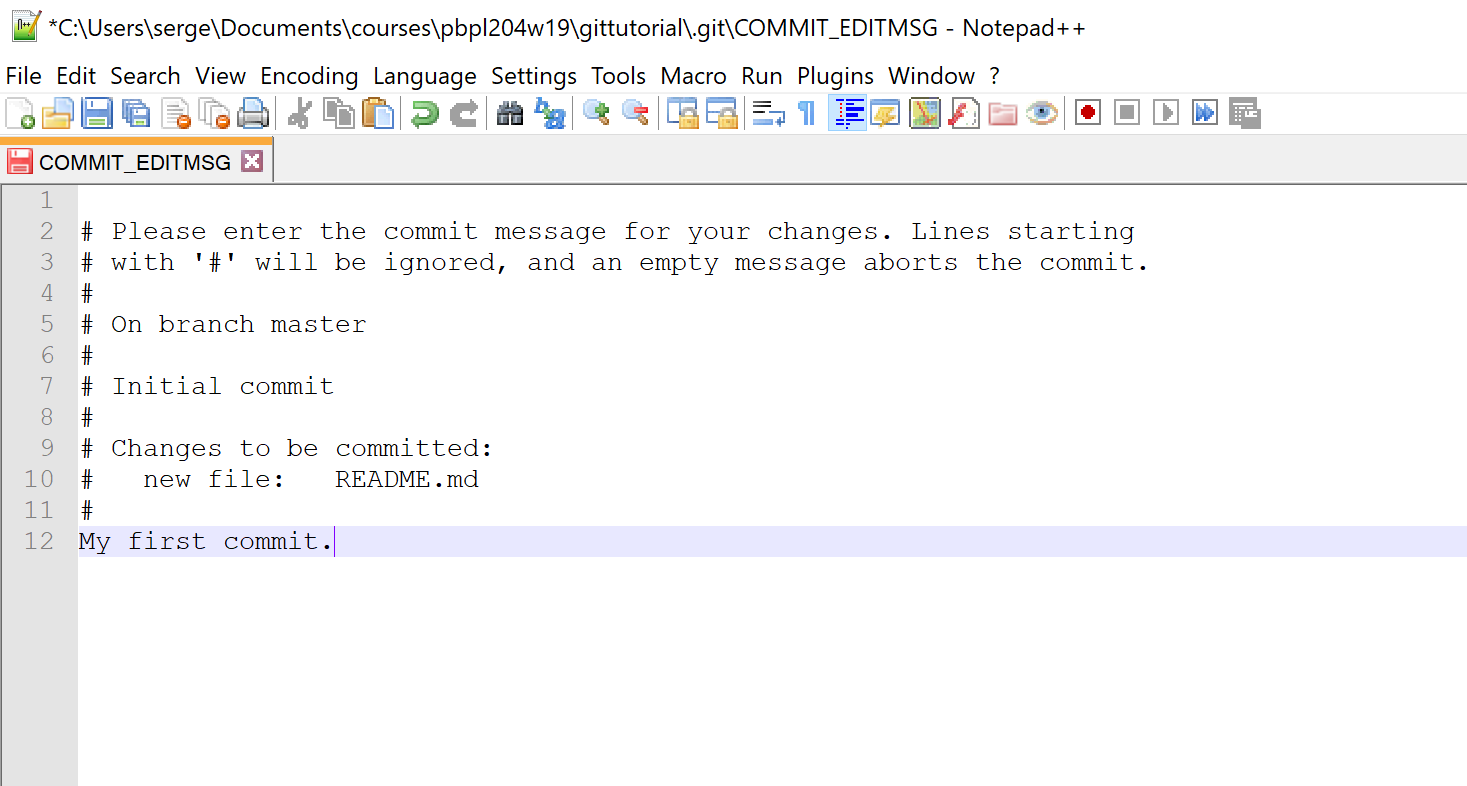 *C:\Users\serge\Documents\courses\pbpl204w19\gittutorial\.git\COMMIT_EDITMSG - Notepad++
File Edit Search View Encoding Language Settings Tools Macro Run Plugins Window ?
COMMIT_EDITMSG
1
2 # Please enter the commit message for your changes. Lines starting
3 # with '#' will be ignored, and an empty message aborts the commit.
4 #
5 # On branch master
6 #
7 # Initial commit
8 #
9 # Changes to be committed:
10 #   new file:   README.md
11 #
12 My first commit.